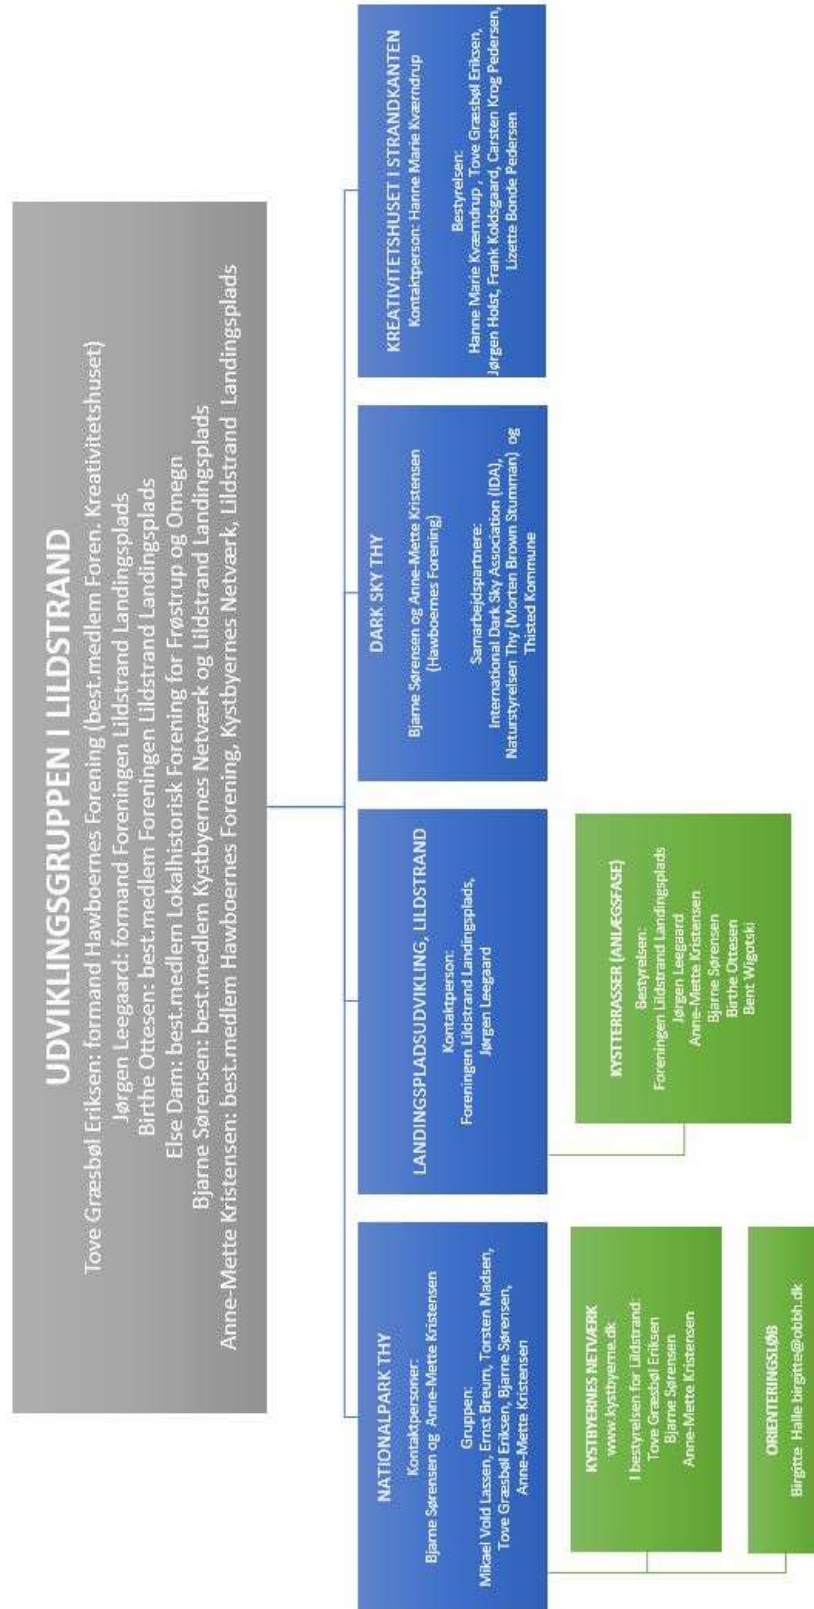 UDVIKLINGSGRUPPEN I LILDSTRAND
Tove Græsbøl Eriksen: formand Hawboernes Forening (best.medlem Foren. Kreativitetshuset)
Jørgen Leegaard: formand Foreningen Lildstrand Landingsplads
Birthe Ottesen: best.medlem Foreningen Lildstrand Landingsplads
Else Dam: best.medlem Lokalhistorisk Forening for Frøstrup og Omegn
Bjarne Sørensen: best.medlem Kystbyernes Netværk og Lildstrand Landingsplads
Anne-Mette Kristensen: best.medlem Hawboernes Forening, Kystbyernes Netværk, Lildstrand Landingsplads
NATIONALPARK THY
Kontaktpersoner:
Bjarne Sørensen og Anne-Mette Kristensen
Gruppen:
Mikael Vold Lassen, Ernst Breum, Torsten Madsen,
Tove Græsbøl Eriksen, Bjarne Sørensen,
Anne-Mette Kristensen
KYSTBYERNES NETVÆRK
www.kystbyerne.dk
I bestyrelsen for Lildstrand:
Tove Græsbøl Eriksen
Bjarne Sørensen
Anne-Mette Kristensen
ORIENTERINGSLØB
Birgitte Halle birgitte@obbh.dk
LANDINGSPLADSUDVIKLING, LILDSTRAND
Kontaktperson:
Foreningen Lildstrand Landingsplads,
Jørgen Leegaard
KYSTTERRASSER (ANLÆGSFASE)
Bestyrelsen:
Foreningen Lildstrand Landingsplads
Jørgen Leegaard
Anne-Mette Kristensen
Bjarne Sørensen
Birthe Ottesen
Bent Wigotski
DARK SKY THY
Bjarne Sørensen og Anne-Mette Kristensen
(Hawboernes Forening)
Samarbejdspartnere:
International Dark Sky Association (IDA),
Naturstyrelsen Thy (Morten Brown Stumman) og
Thisted Kommune
KREATIVITETSHUSET I STRANDKANTEN
Kontaktperson: Hanne Marie Kværndrup
Bestyrelsen:
Hanne Marie Kværndrup , Tove Græsbøl Eriksen,
Jørgen Holst, Frank Koldsgaard, Carsten Krog Pedersen,
Lizette Bonde Pedersen